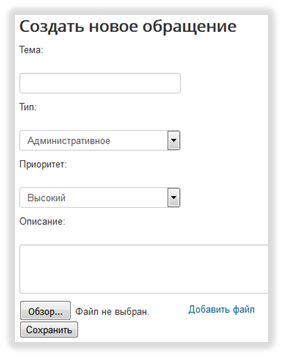 Создать новое обращение
Тема:
Тип:
Административное
Приоритет:
Высокий
Описание:
Обзор... Файл не выбран. Добавить файл
Сохранить